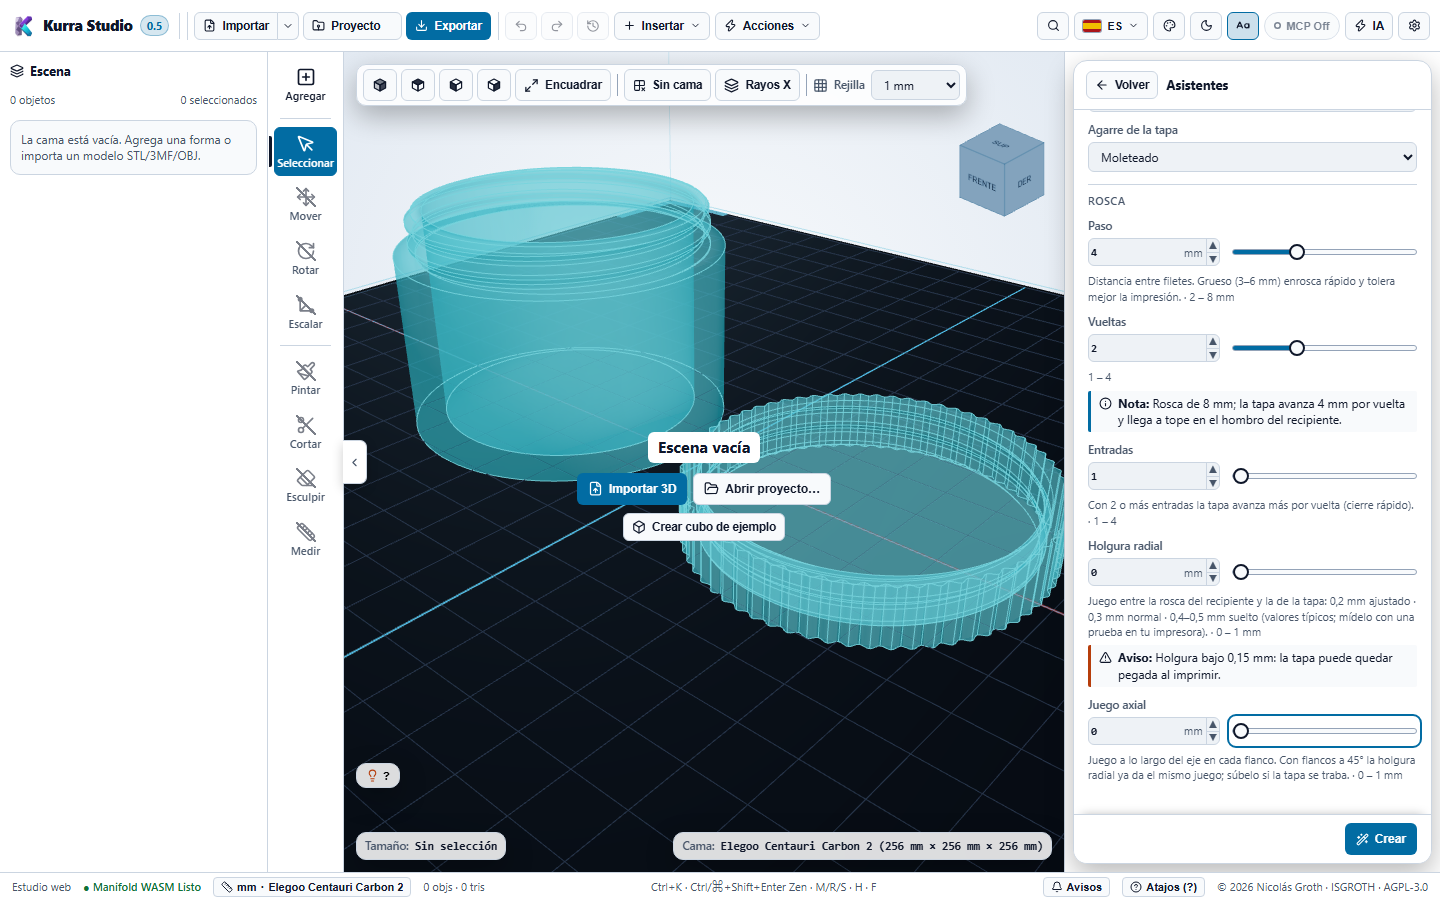 Kurra Studio 0.5
Importar
Proyecto
Exportar
Insertar
Acciones
ES
Aa
MCP Off
IA
Escena
0 objetos 0 seleccionados
La cama está vacía. Agrega una forma o
importa un modelo STL/3MF/OBJ.
Agregar
Seleccionar
Mover
Rotar
Escalar
Pintar
Cortar
Esculpir
Medir
Encuadrar
Sin cama
Rayos X
Rejilla
1 mm
SUP
FRENTE
DER
Escena vacía
Importar 3D
Abrir proyecto...
Crear cubo de ejemplo
?
Tamaño: Sin selección
Cama: Elegoo Centauri Carbon 2 (256 mm × 256 mm × 256 mm)
Volver
Asistentes
Agarre de la tapa
Moleteado
ROSCA
Paso
4 mm
Distancia entre filetes. Grueso (3–6 mm) enrosca rápido y tolera
mejor la impresión. · 2 – 8 mm
Vueltas
2
1 – 4
Nota: Rosca de 8 mm; la tapa avanza 4 mm por vuelta
y llega a tope en el hombro del recipiente.
Entradas
1
Con 2 o más entradas la tapa avanza más por vuelta (cierre rápido).
· 1 – 4
Holgura radial
0 mm
Juego entre la rosca del recipiente y la de la tapa: 0,2 mm ajustado ·
0,3 mm normal · 0,4–0,5 mm suelto (valores típicos; mídelo con una
prueba en tu impresora). · 0 – 1 mm
Aviso: Holgura bajo 0,15 mm: la tapa puede quedar
pegada al imprimir.
Juego axial
0 mm
Juego a lo largo del eje en cada flanco. Con flancos a 45° la holgura
radial ya da el mismo juego; súbelo si la tapa se traba. · 0 – 1 mm
Crear
Estudio web
Manifold WASM Listo
mm · Elegoo Centauri Carbon 2
0 objs · 0 tris
Ctrl+K · Ctrl/⌘+Shift+Enter Zen · M/R/S · H · F
Avisos
Atajos (?)
© 2026 Nicolás Groth · ISGROTH · AGPL-3.0